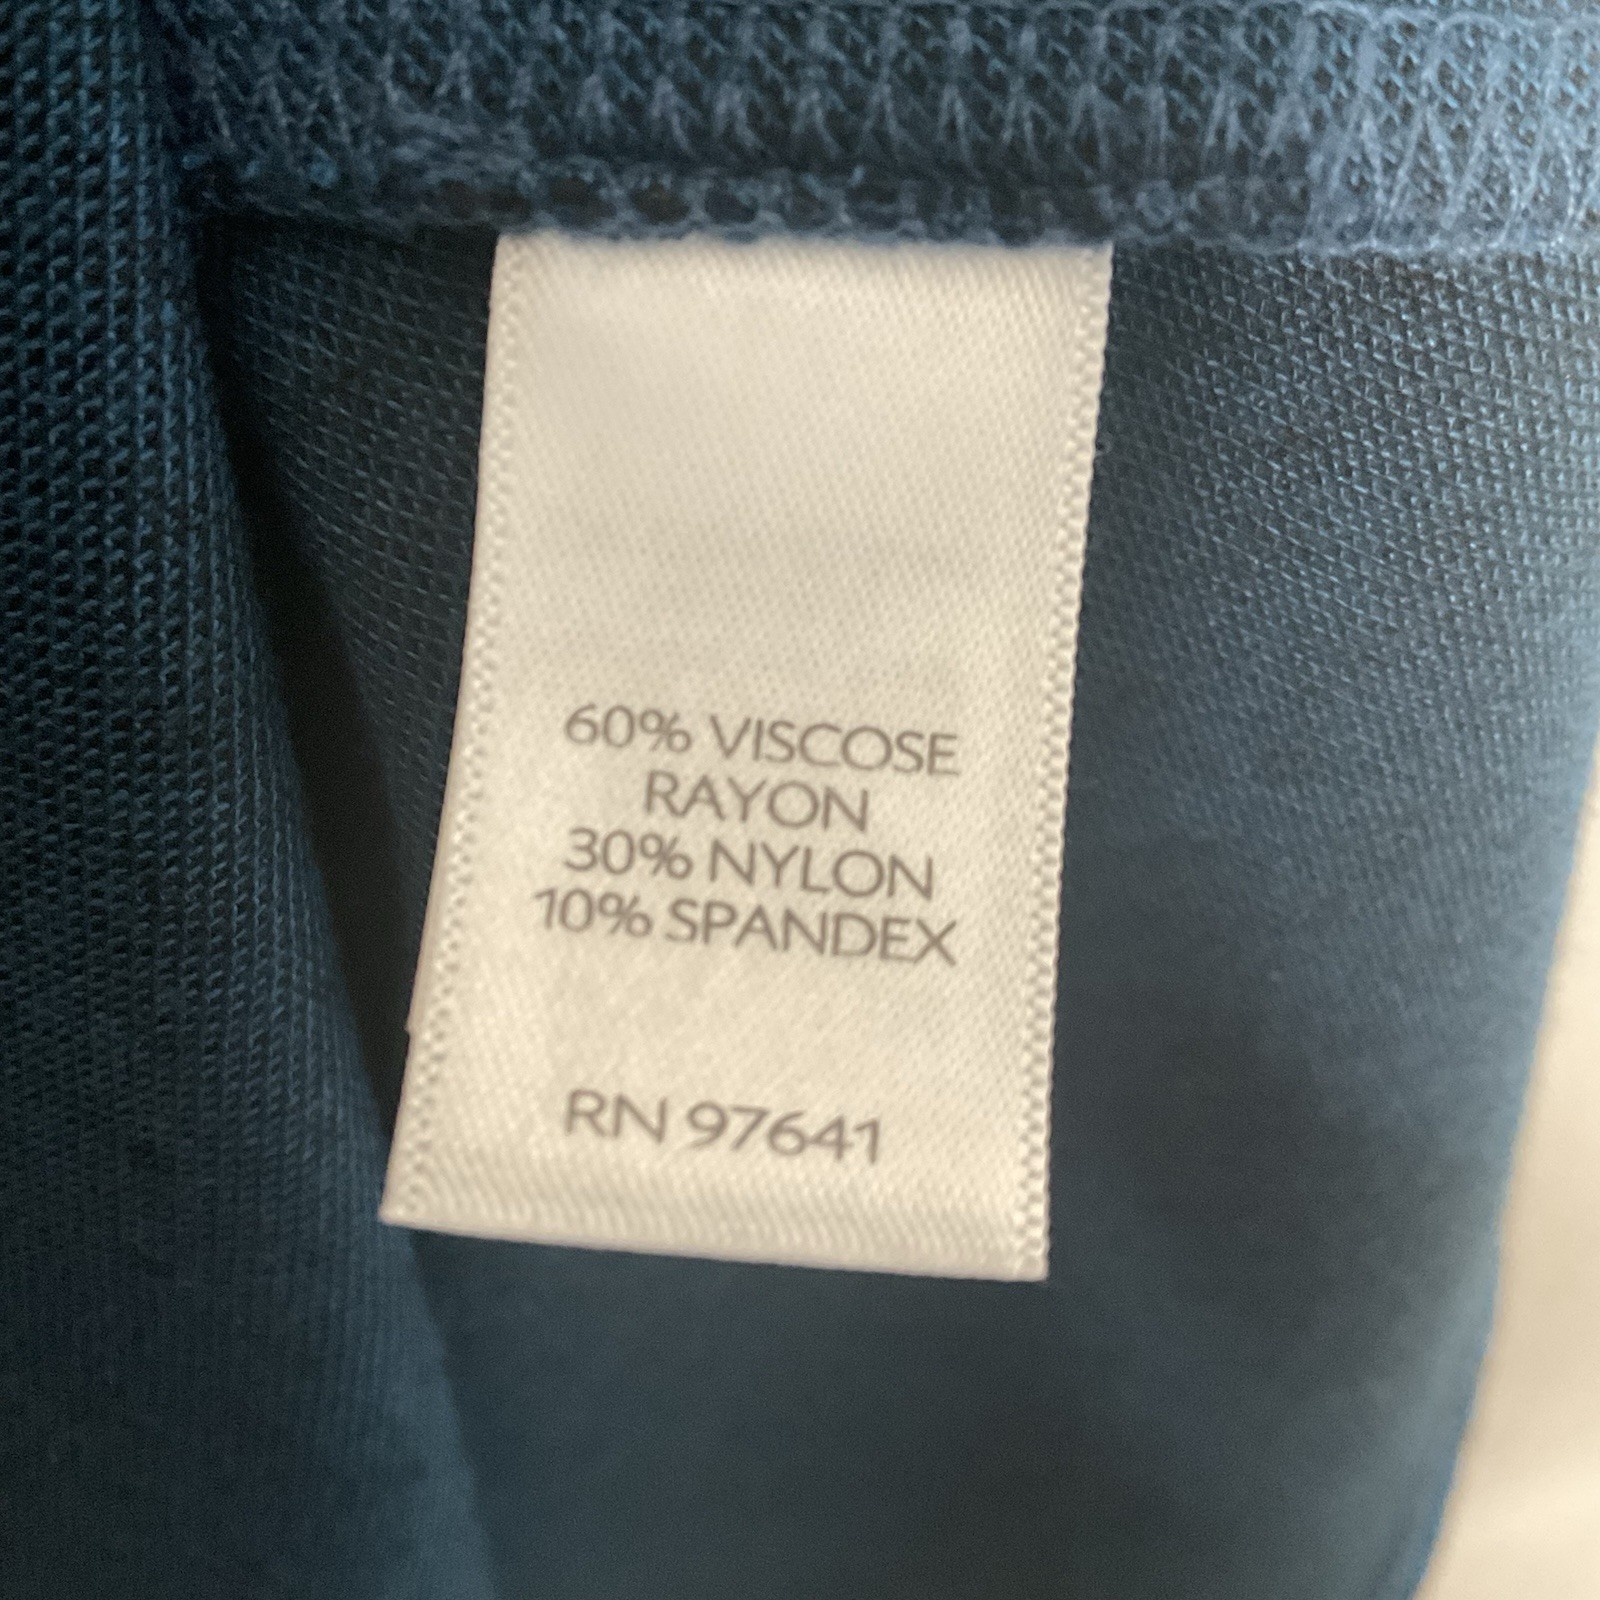 60% VISCOSE
RAYON
30% NYLON
10% SPANDEX
RN 97641